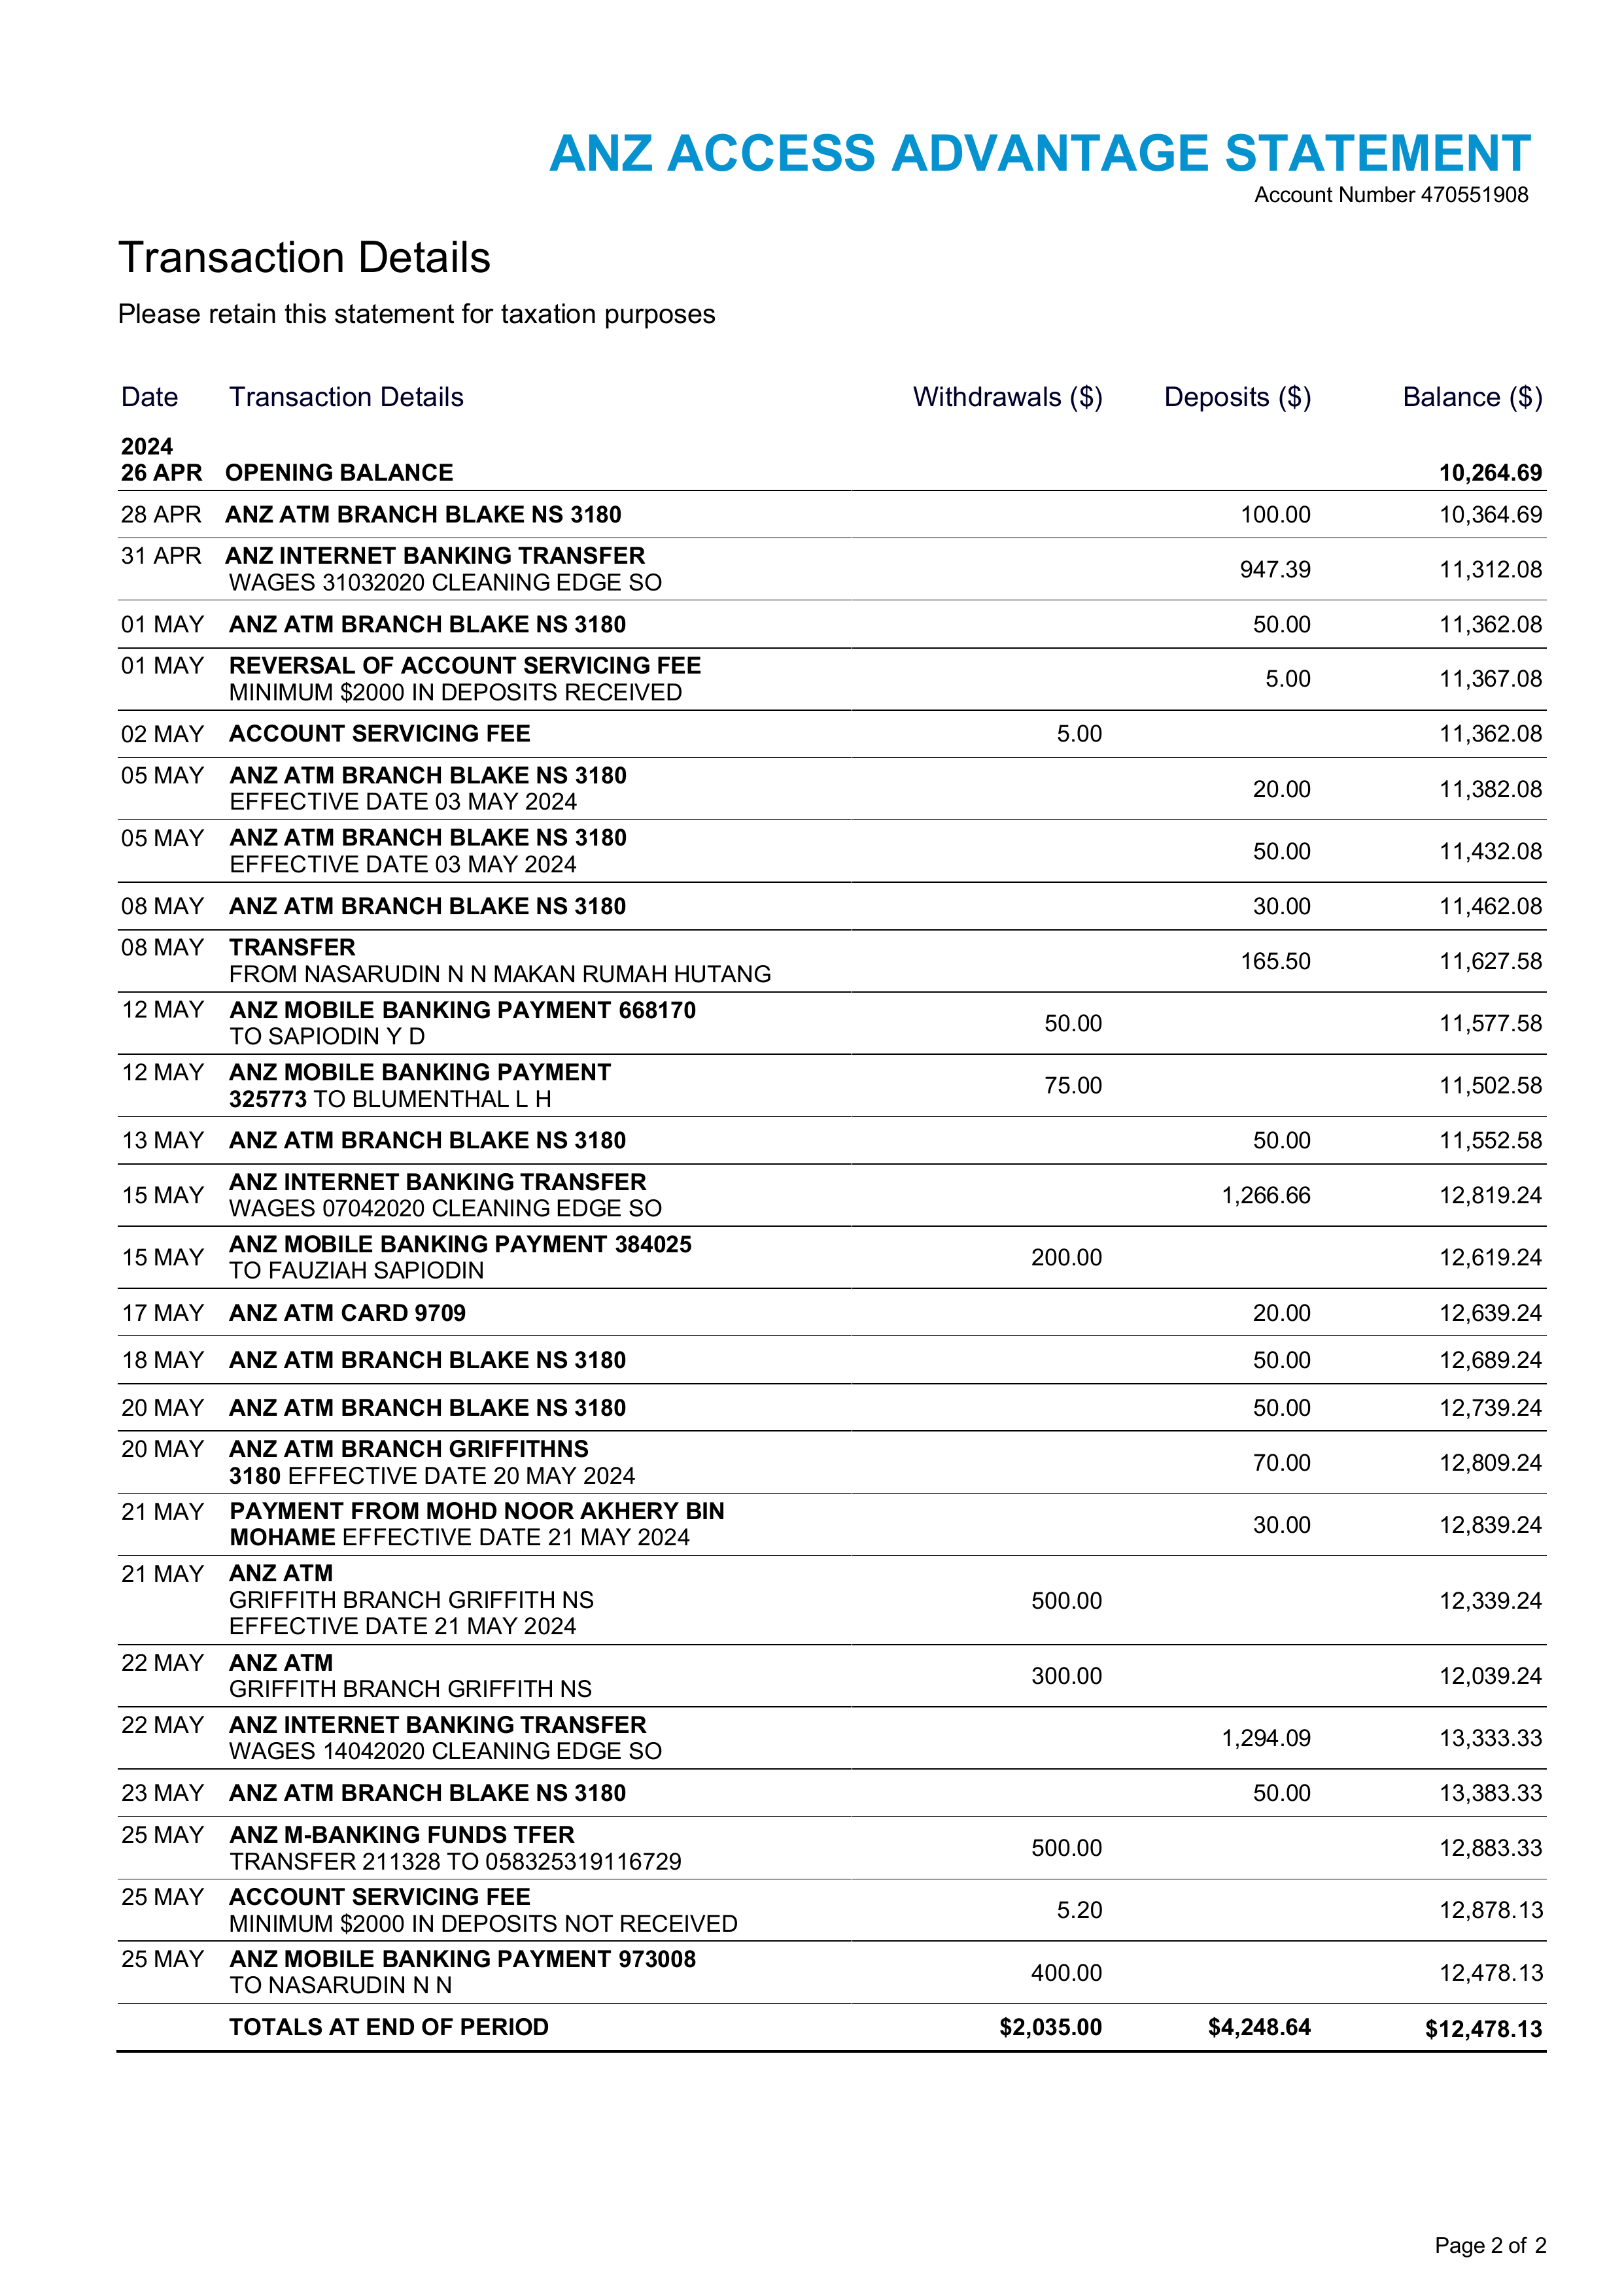 ANZ ACCESS ADVANTAGE STATEMENT
Account Number 470551908
Transaction Details
Please retain this statement for taxation purposes
Date Transaction Details Withdrawals ($) Deposits ($) Balance ($)
2024
26 APR OPENING BALANCE 10,264.69
28 APR ANZ ATM BRANCH BLAKE NS 3180 100.00 10,364.69
31 APR ANZ INTERNET BANKING TRANSFER
WAGES 31032020 CLEANING EDGE SO 947.39 11,312.08
01 MAY ANZ ATM BRANCH BLAKE NS 3180 50.00 11,362.08
01 MAY REVERSAL OF ACCOUNT SERVICING FEE
MINIMUM $2000 IN DEPOSITS RECEIVED 5.00 11,367.08
02 MAY ACCOUNT SERVICING FEE 5.00 11,362.08
05 MAY ANZ ATM BRANCH BLAKE NS 3180
EFFECTIVE DATE 03 MAY 2024 20.00 11,382.08
05 MAY ANZ ATM BRANCH BLAKE NS 3180
EFFECTIVE DATE 03 MAY 2024 50.00 11,432.08
08 MAY ANZ ATM BRANCH BLAKE NS 3180 30.00 11,462.08
08 MAY TRANSFER
FROM NASARUDIN N N MAKAN RUMAH HUTANG 165.50 11,627.58
12 MAY ANZ MOBILE BANKING PAYMENT 668170
TO SAPIODIN Y D 50.00 11,577.58
12 MAY ANZ MOBILE BANKING PAYMENT
325773 TO BLUMENTHAL L H 75.00 11,502.58
13 MAY ANZ ATM BRANCH BLAKE NS 3180 50.00 11,552.58
15 MAY ANZ INTERNET BANKING TRANSFER
WAGES 07042020 CLEANING EDGE SO 1,266.66 12,819.24
15 MAY ANZ MOBILE BANKING PAYMENT 384025
TO FAUZIAH SAPIODIN 200.00 12,619.24
17 MAY ANZ ATM CARD 9709 20.00 12,639.24
18 MAY ANZ ATM BRANCH BLAKE NS 3180 50.00 12,689.24
20 MAY ANZ ATM BRANCH BLAKE NS 3180 50.00 12,739.24
20 MAY ANZ ATM BRANCH GRIFFITHNS
3180 EFFECTIVE DATE 20 MAY 2024 70.00 12,809.24
21 MAY PAYMENT FROM MOHD NOOR AKHERY BIN
MOHAME EFFECTIVE DATE 21 MAY 2024 30.00 12,839.24
21 MAY ANZ ATM
GRIFFITH BRANCH GRIFFITH NS 500.00 12,339.24
EFFECTIVE DATE 21 MAY 2024
22 MAY ANZ ATM
GRIFFITH BRANCH GRIFFITH NS 300.00 12,039.24
22 MAY ANZ INTERNET BANKING TRANSFER
WAGES 14042020 CLEANING EDGE SO 1,294.09 13,333.33
23 MAY ANZ ATM BRANCH BLAKE NS 3180 50.00 13,383.33
25 MAY ANZ M-BANKING FUNDS TFER
TRANSFER 211328 TO 058325319116729 500.00 12,883.33
25 MAY ACCOUNT SERVICING FEE
MINIMUM $2000 IN DEPOSITS NOT RECEIVED 5.20 12,878.13
25 MAY ANZ MOBILE BANKING PAYMENT 973008
TO NASARUDIN N N 400.00 12,478.13
TOTALS AT END OF PERIOD $2,035.00 $4,248.64 $12,478.13
Page 2 of 2